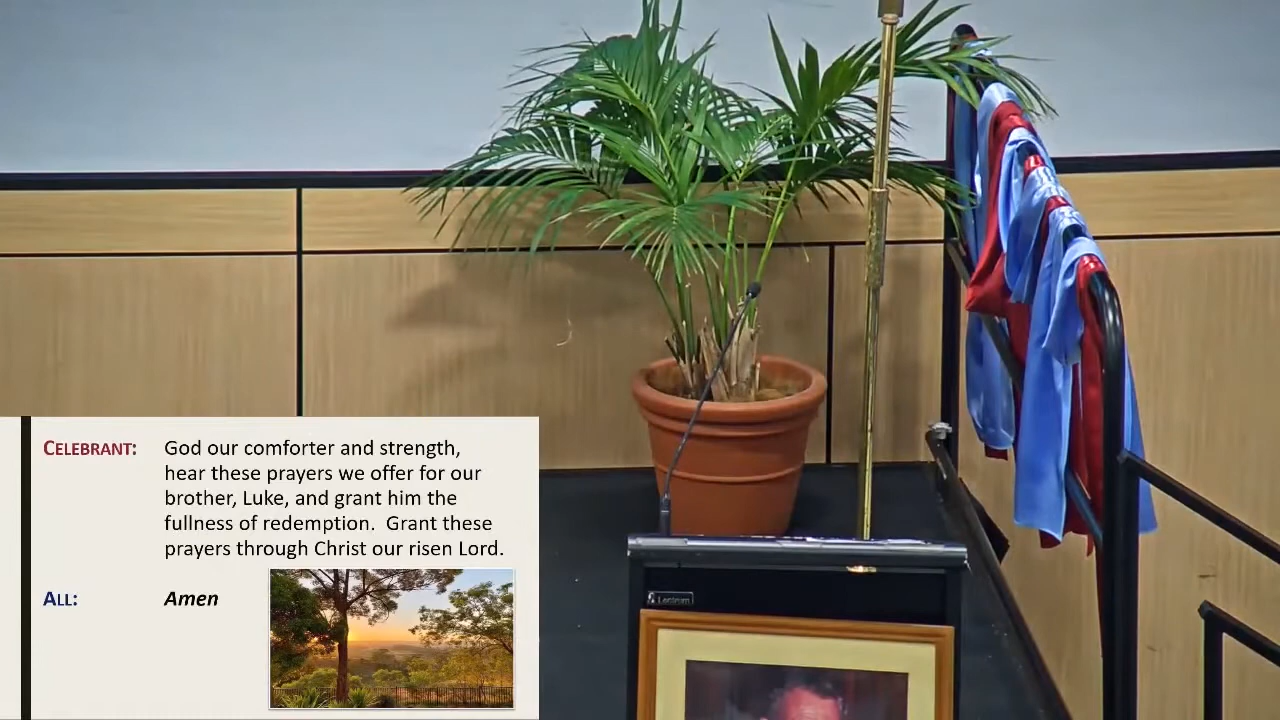 CELEBRANT: God our comforter and strength,
hear these prayers we offer for our
brother, Luke, and grant him the
fullness of redemption. Grant these
prayers through Christ our risen Lord.
ALL: Amen
Lectrum